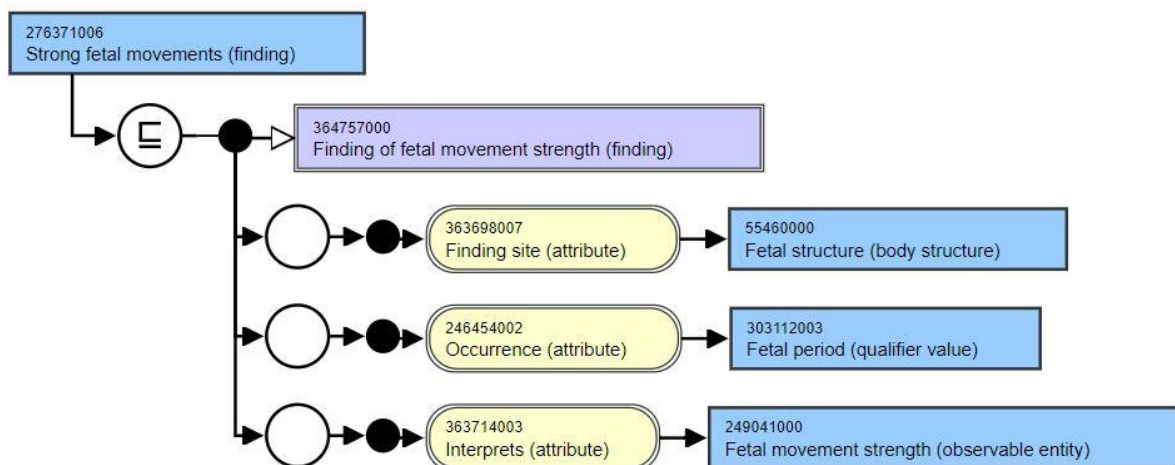 276371006
Strong fetal movements (finding)
⊑
364757000
Finding of fetal movement strength (finding)
363698007
Finding site (attribute)
55460000
Fetal structure (body structure)
246454002
Occurrence (attribute)
303112003
Fetal period (qualifier value)
363714003
Interprets (attribute)
249041000
Fetal movement strength (observable entity)